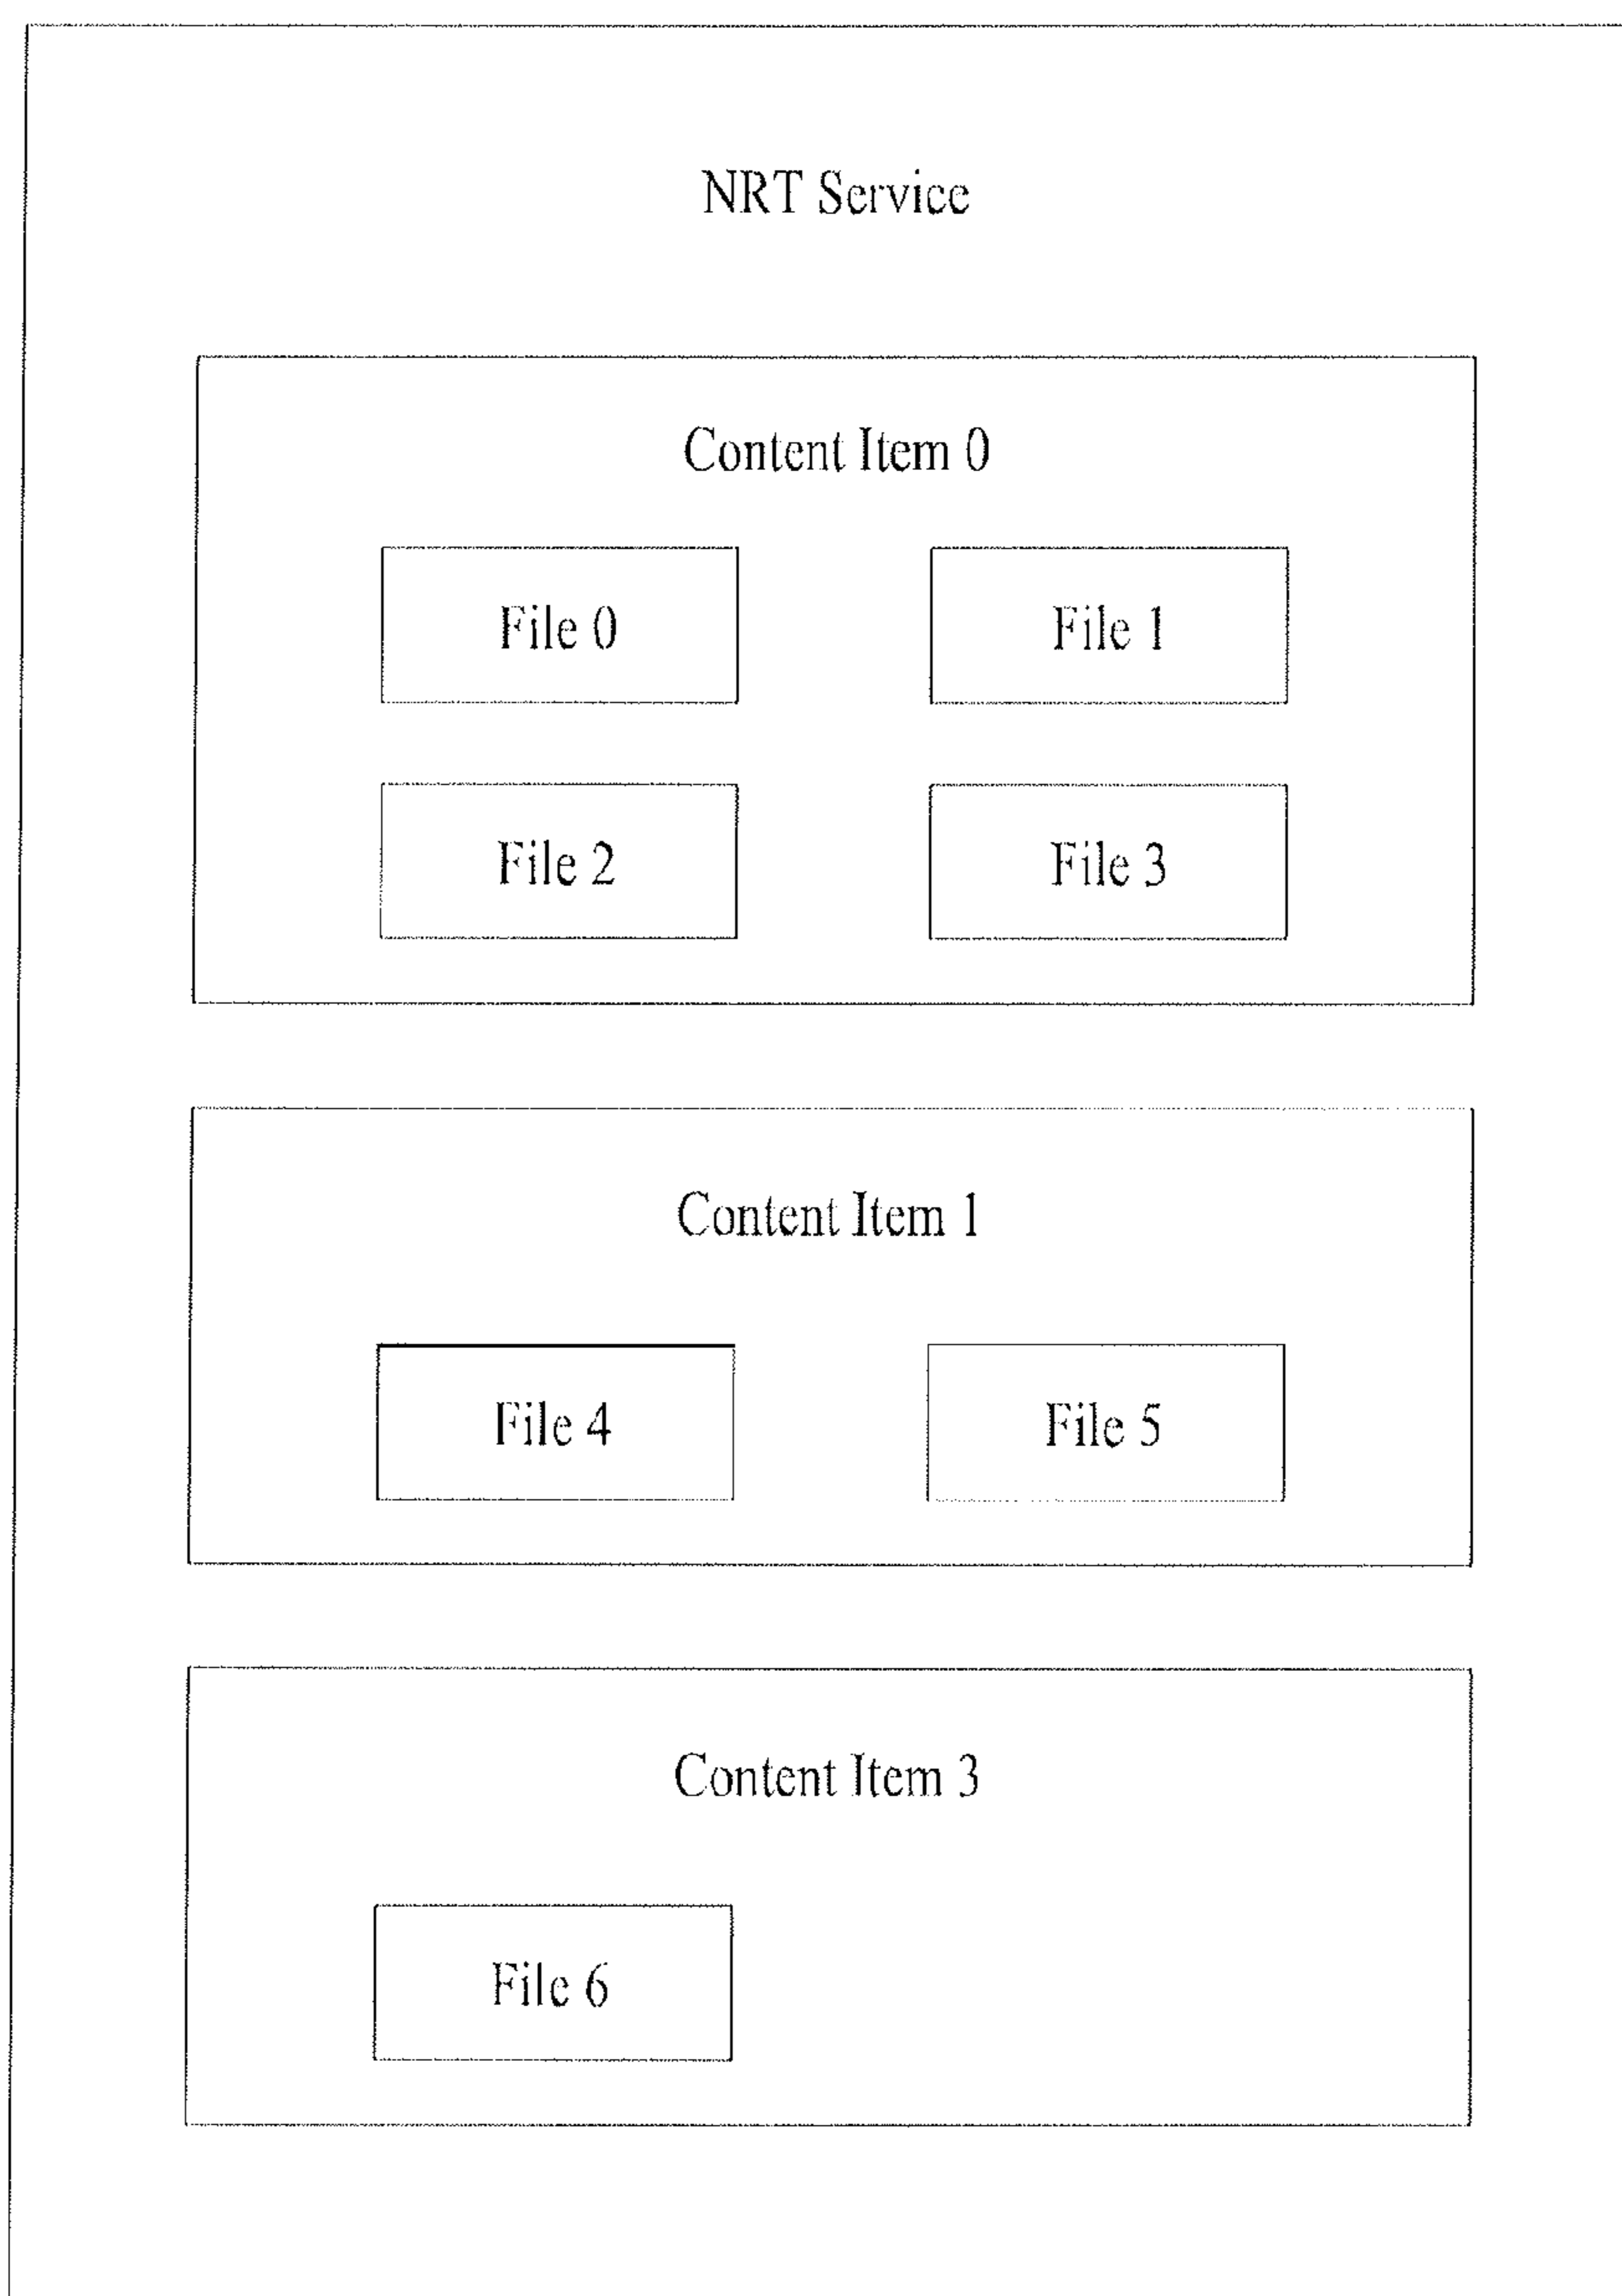 NRT Service
Content Item 0
File 0
File 1
File 2
File 3
Content Item 1
File 4
File 5
Content Item 3
File 6